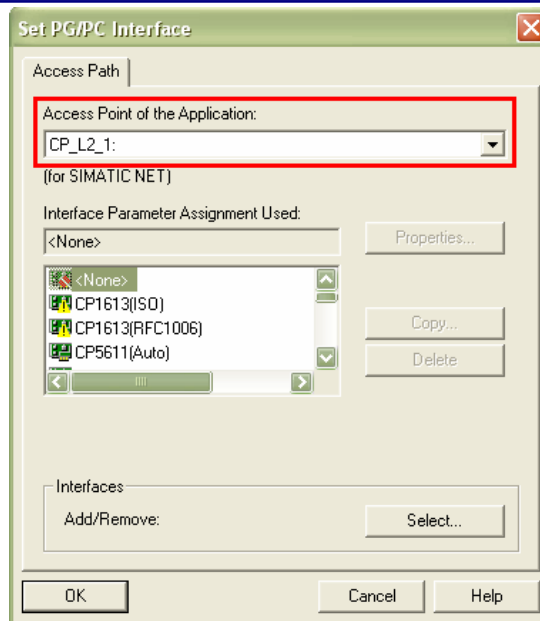 Set PG/PC Interface
Access Path
Access Point of the Application:
CP_L2_1:
(for SIMATIC NET)
Interface Parameter Assignment Used:
<None>
Properties...
<None>
CP1613(ISO)
CP1613(RFC1006)
CP5611(Auto)
Copy...
Delete
Interfaces
Add/Remove:
Select...
OK
Cancel
Help